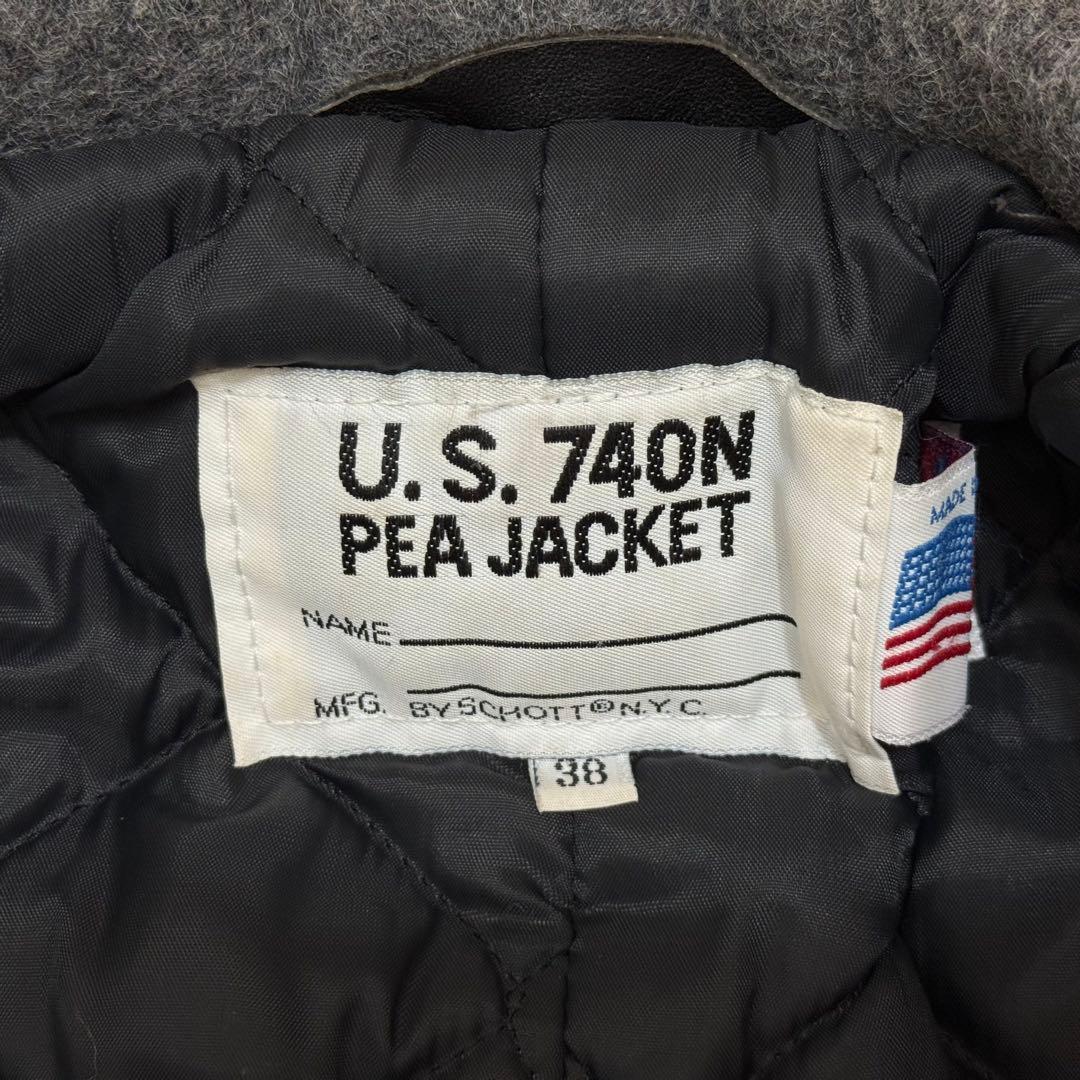 U.S. 740N
PEA JACKET
NAME
MFG. BY SCHOTT® N.Y.C.
38
MADE